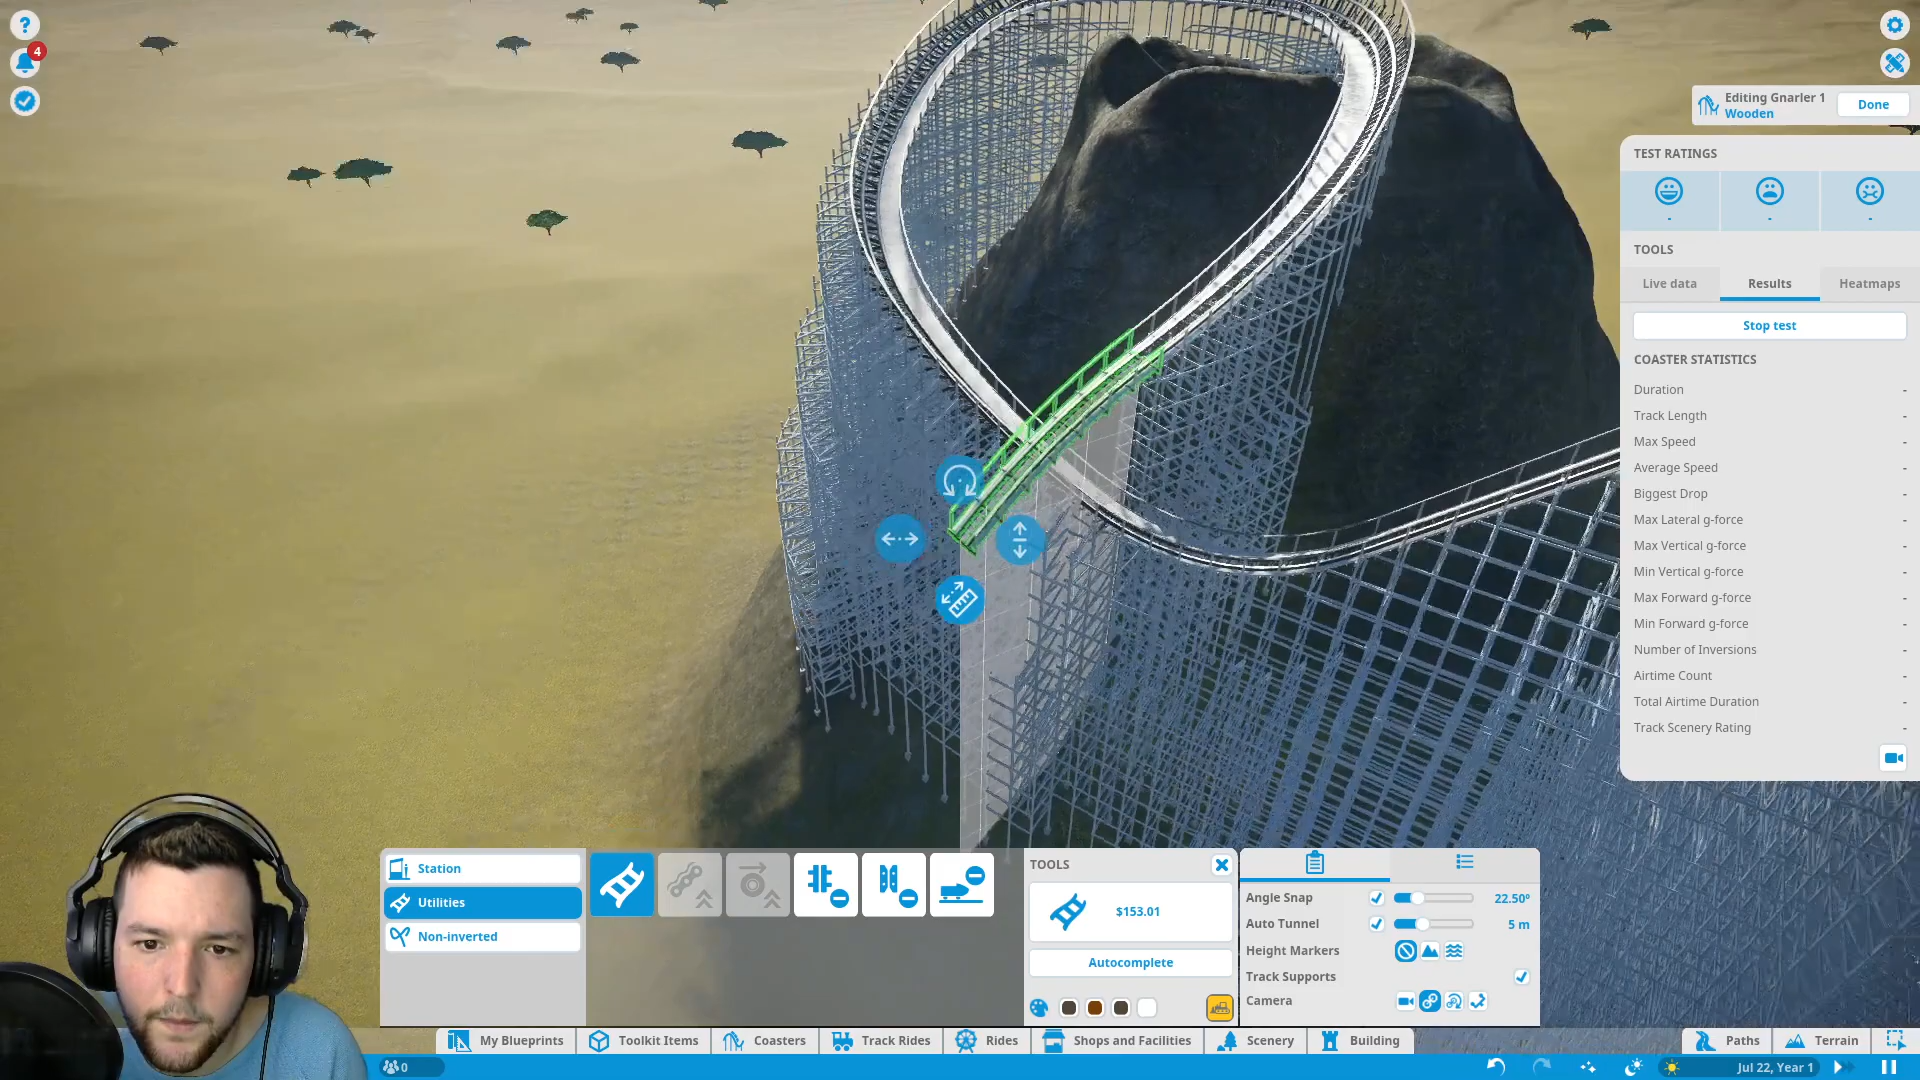 4
Editing Gnarler 1
Wooden
Done
TEST RATINGS
- - -
TOOLS
Live data Results Heatmaps
Stop test
COASTER STATISTICS
Duration -
Track Length -
Max Speed -
Average Speed -
Biggest Drop -
Max Lateral g-force -
Max Vertical g-force -
Min Vertical g-force -
Max Forward g-force -
Min Forward g-force -
Number of Inversions -
Airtime Count -
Total Airtime Duration -
Track Scenery Rating -
Station
Utilities
Non-inverted
TOOLS
$153.01
Autocomplete
Angle Snap 22.50°
Auto Tunnel 5 m
Height Markers
Track Supports
Camera
My Blueprints Toolkit Items Coasters Track Rides Rides Shops and Facilities Scenery Building Paths Terrain
0
Jul 22, Year 1